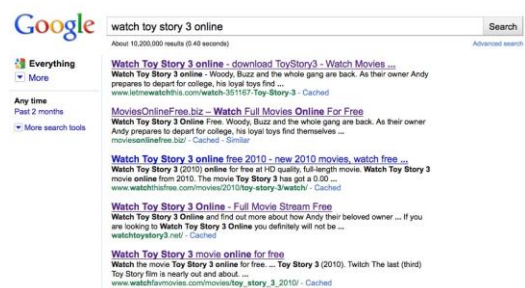 Google
watch toy story 3 online
Search
About 10,200,000 results (0.40 seconds)
Advanced search
Everything
More
Any time
Past 2 months
More search tools
Watch Toy Story 3 online - download ToyStory3 - Watch Movies ...
Watch Toy Story 3 online - Woody, Buzz and the whole gang are back. As their owner Andy
prepares to depart for college, his loyal toys find ...
www.letmewatchthis.com/watch-351167-Toy-Story-3 - Cached
MoviesOnlineFree.biz – Watch Full Movies Online For Free
Watch Toy Story 3 Online Free. Woody, Buzz and the whole gang are back. As their owner
Andy prepares to depart for college, his loyal toys find themselves ...
moviesonlinefree.biz/ - Cached - Similar
Watch Toy Story 3 online free 2010 - new 2010 movies, watch free ...
Watch Toy Story 3 (2010) online for free at HD quality, full-length movie. Watch Toy Story 3
movie online from 2010. The movie Toy Story 3 has got a 0.00 ...
www.watchthisfree.com/movies/2010/toy-story-3/watch/ - Cached
Watch Toy Story 3 Online - Full Movie Stream Free
Watch Toy Story 3 Online and find out more about how Andy their beloved owner ... If you
are looking to Watch Toy Story 3 Online you definitely will not be ...
watchtoystory3.net/ - Cached
Watch Toy Story 3 movie online for free
Watch the movie Toy Story 3 online for free. ... Toy Story 3 (2010). Twitch The last (third)
Toy Story film is nearly out and about. ...
www.watchfavmovies.com/movies/toy_story_3_2010/ - Cached